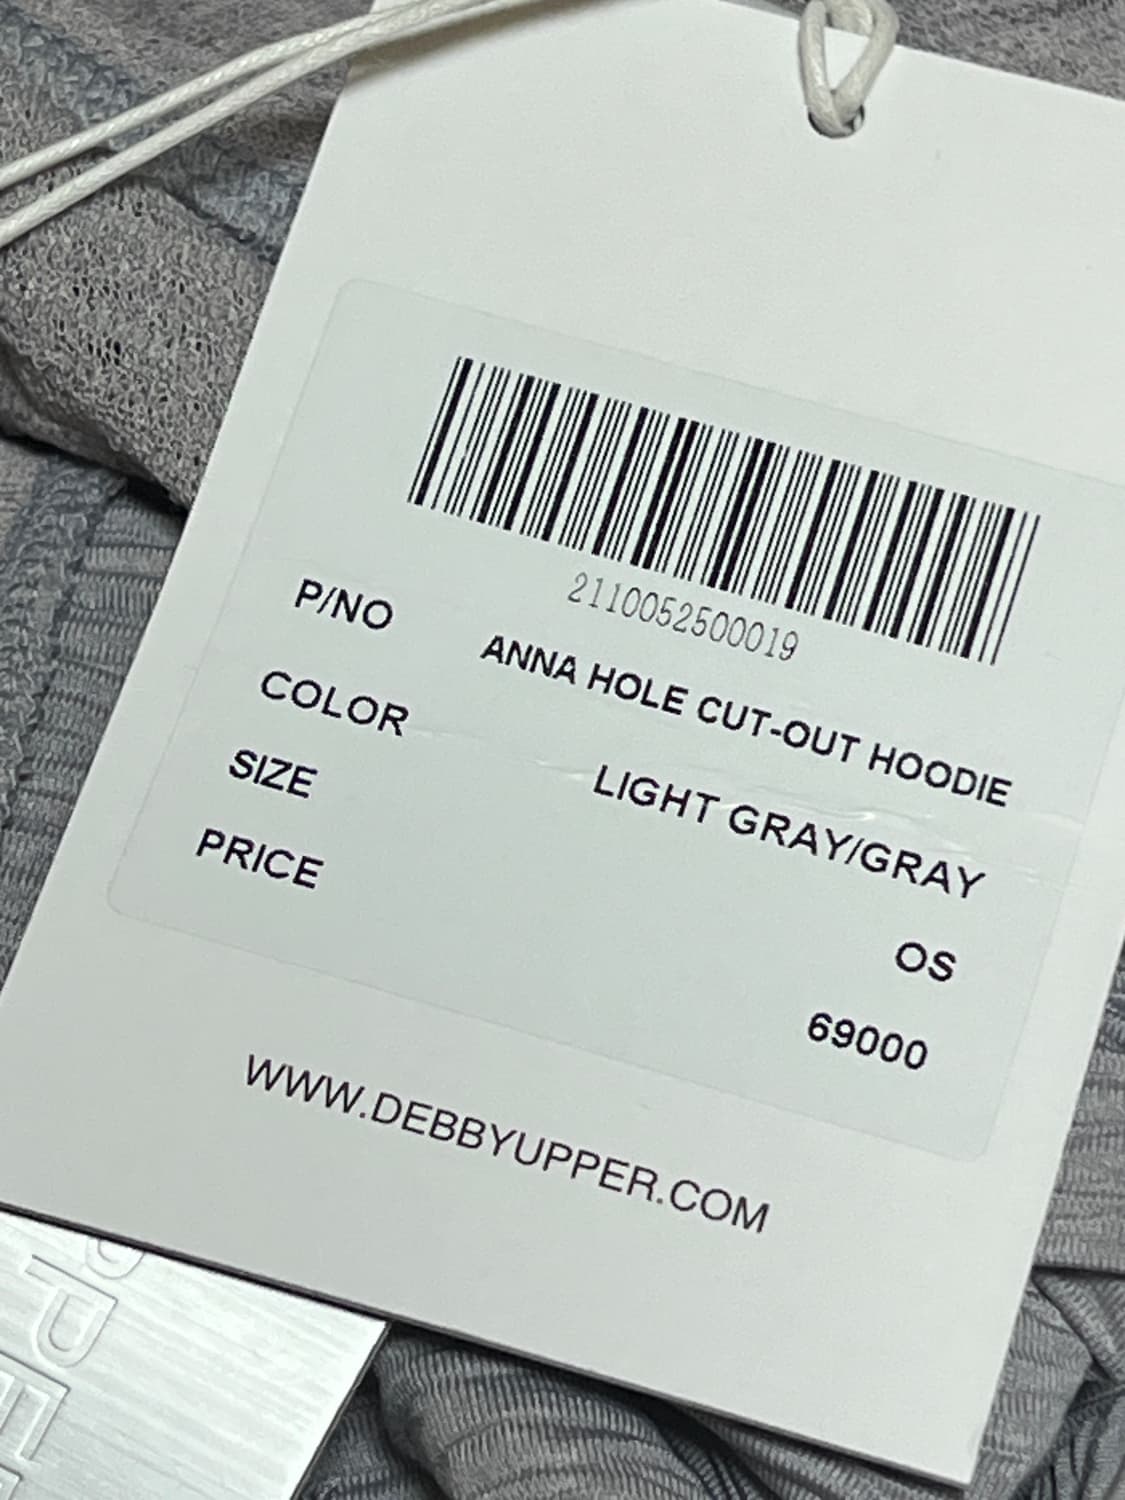 2110052500019
P/NO ANNA HOLE CUT-OUT HOODIE
COLOR LIGHT GRAY/GRAY
SIZE OS
PRICE 69000
WWW.DEBBYUPPER.COM